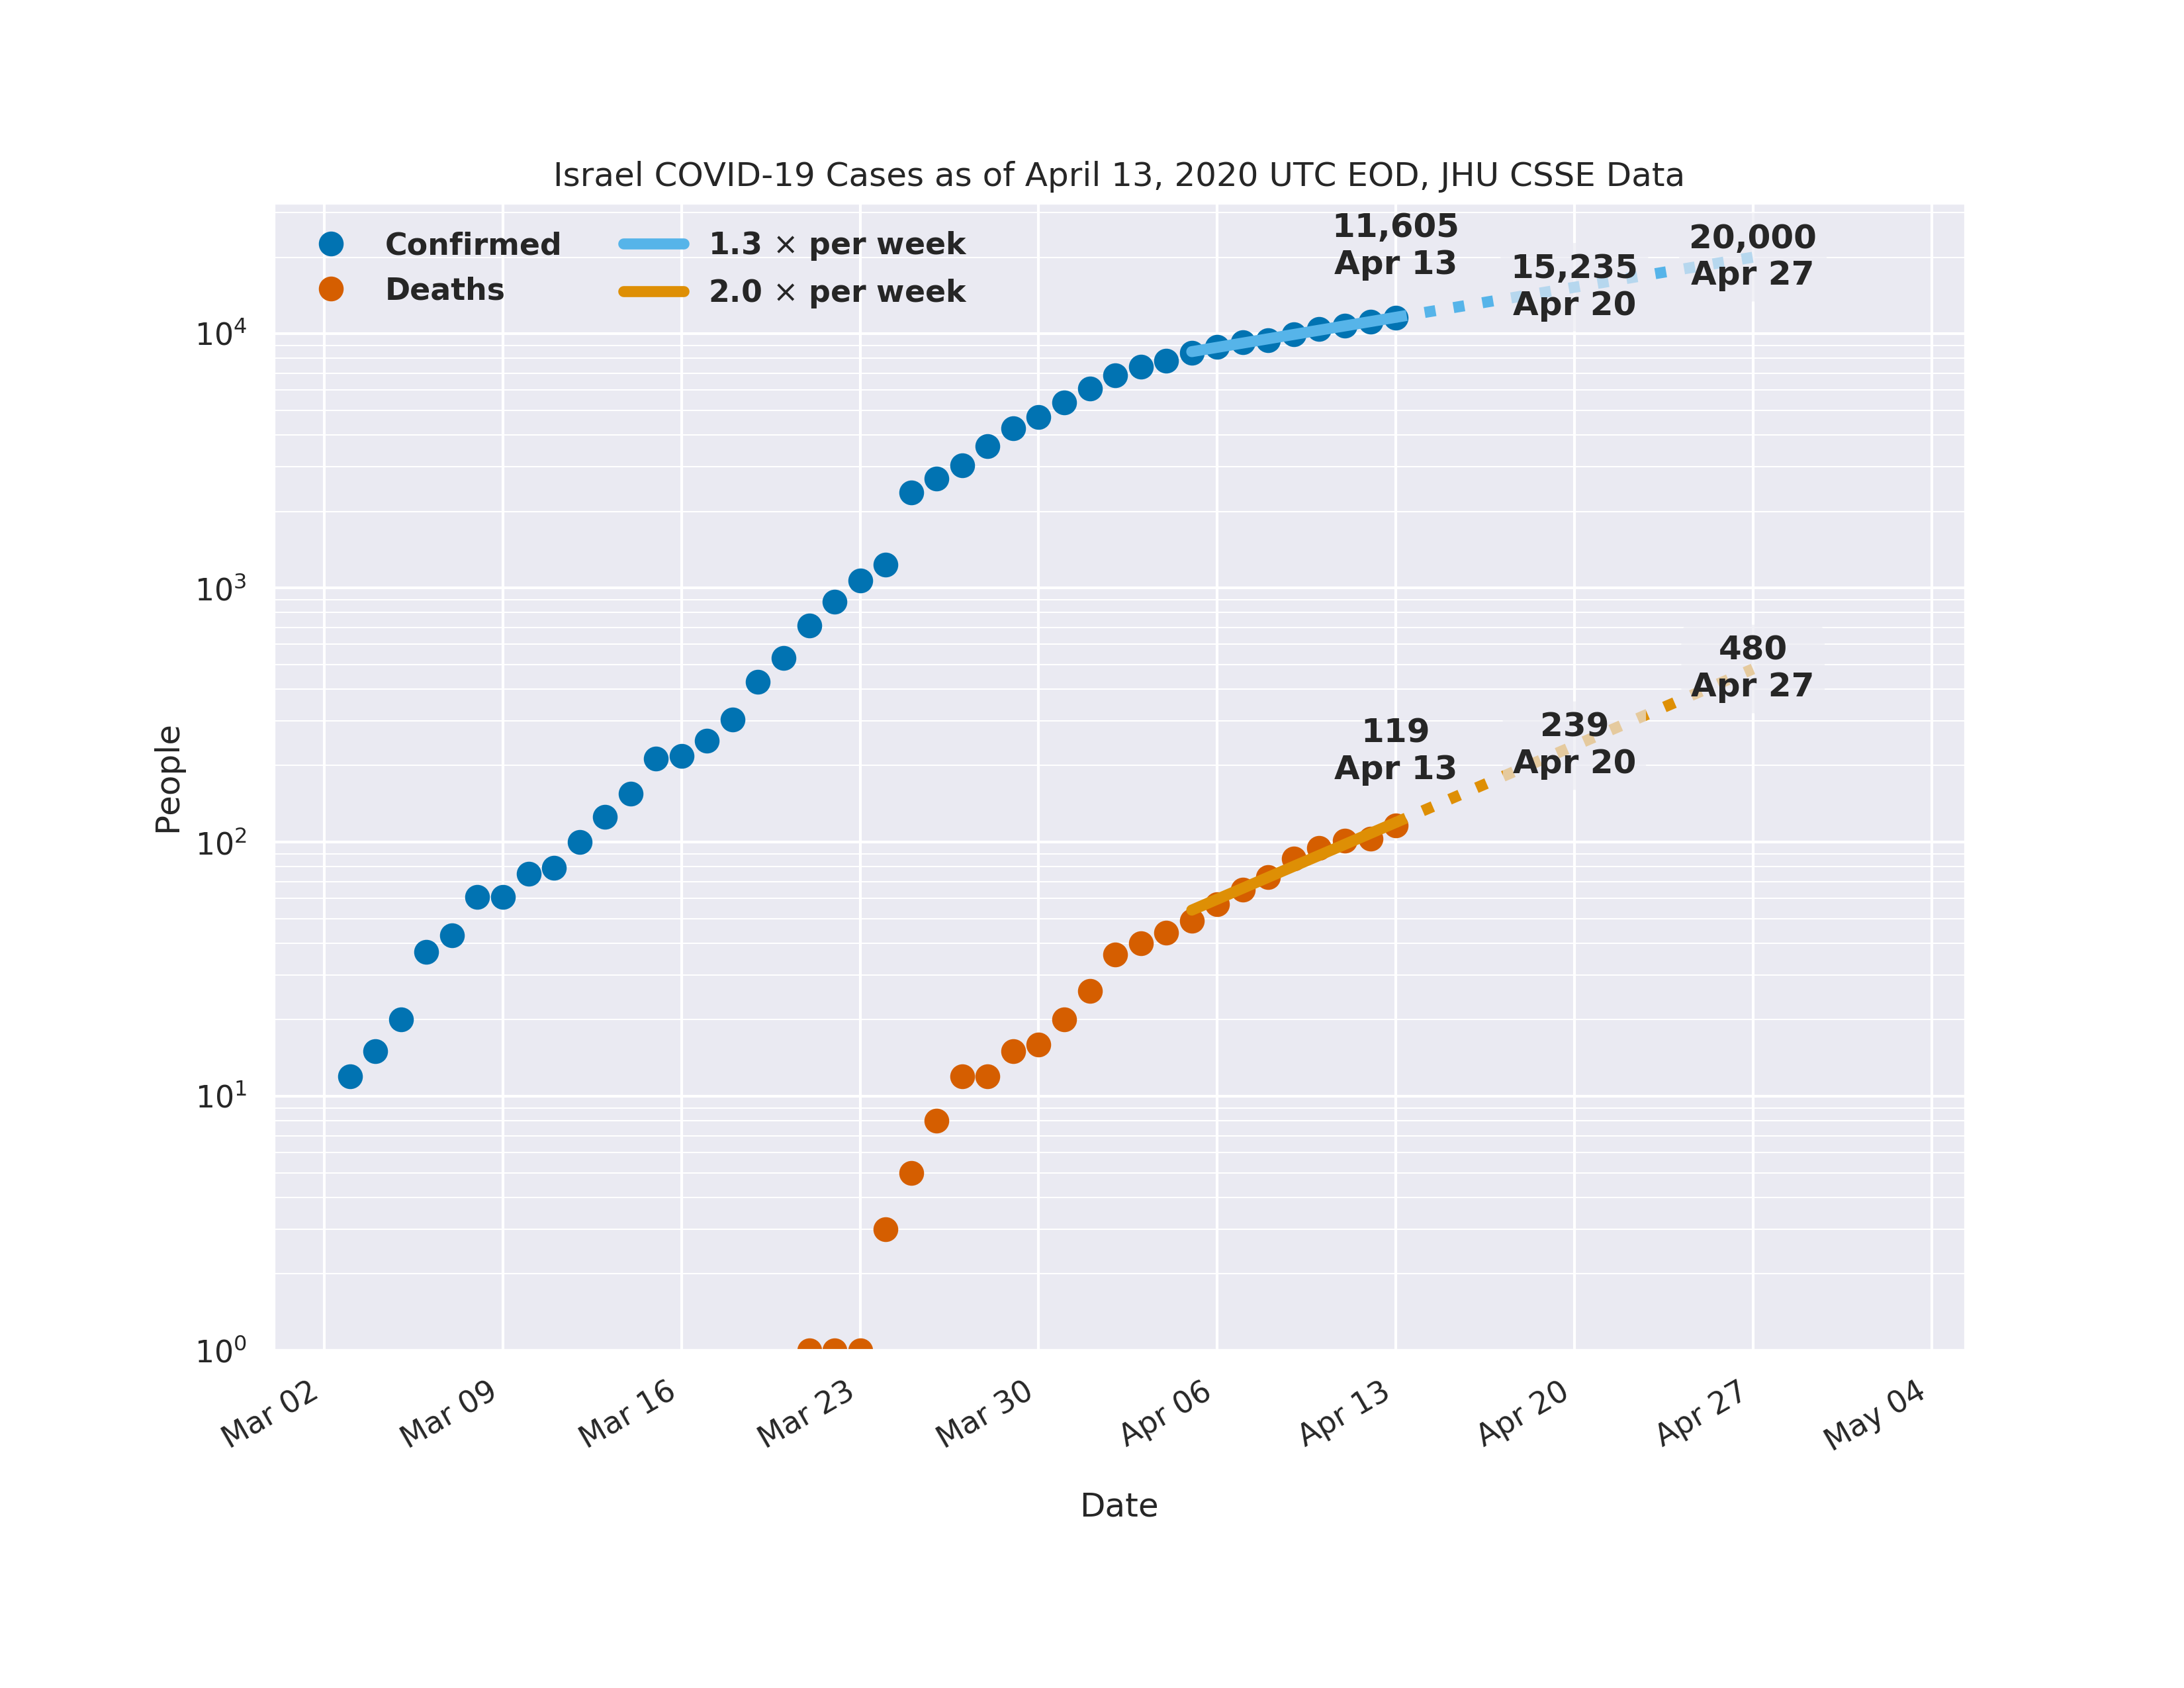 Israel COVID-19 Cases as of April 13, 2020 UTC EOD, JHU CSSE Data
Confirmed
Deaths
1.3 × per week
2.0 × per week
11,605
Apr 13
15,235
Apr 20
20,000
Apr 27
119
Apr 13
239
Apr 20
480
Apr 27
People
10⁴
10³
10²
10¹
10⁰
Mar 02
Mar 09
Mar 16
Mar 23
Mar 30
Apr 06
Apr 13
Apr 20
Apr 27
May 04
Date